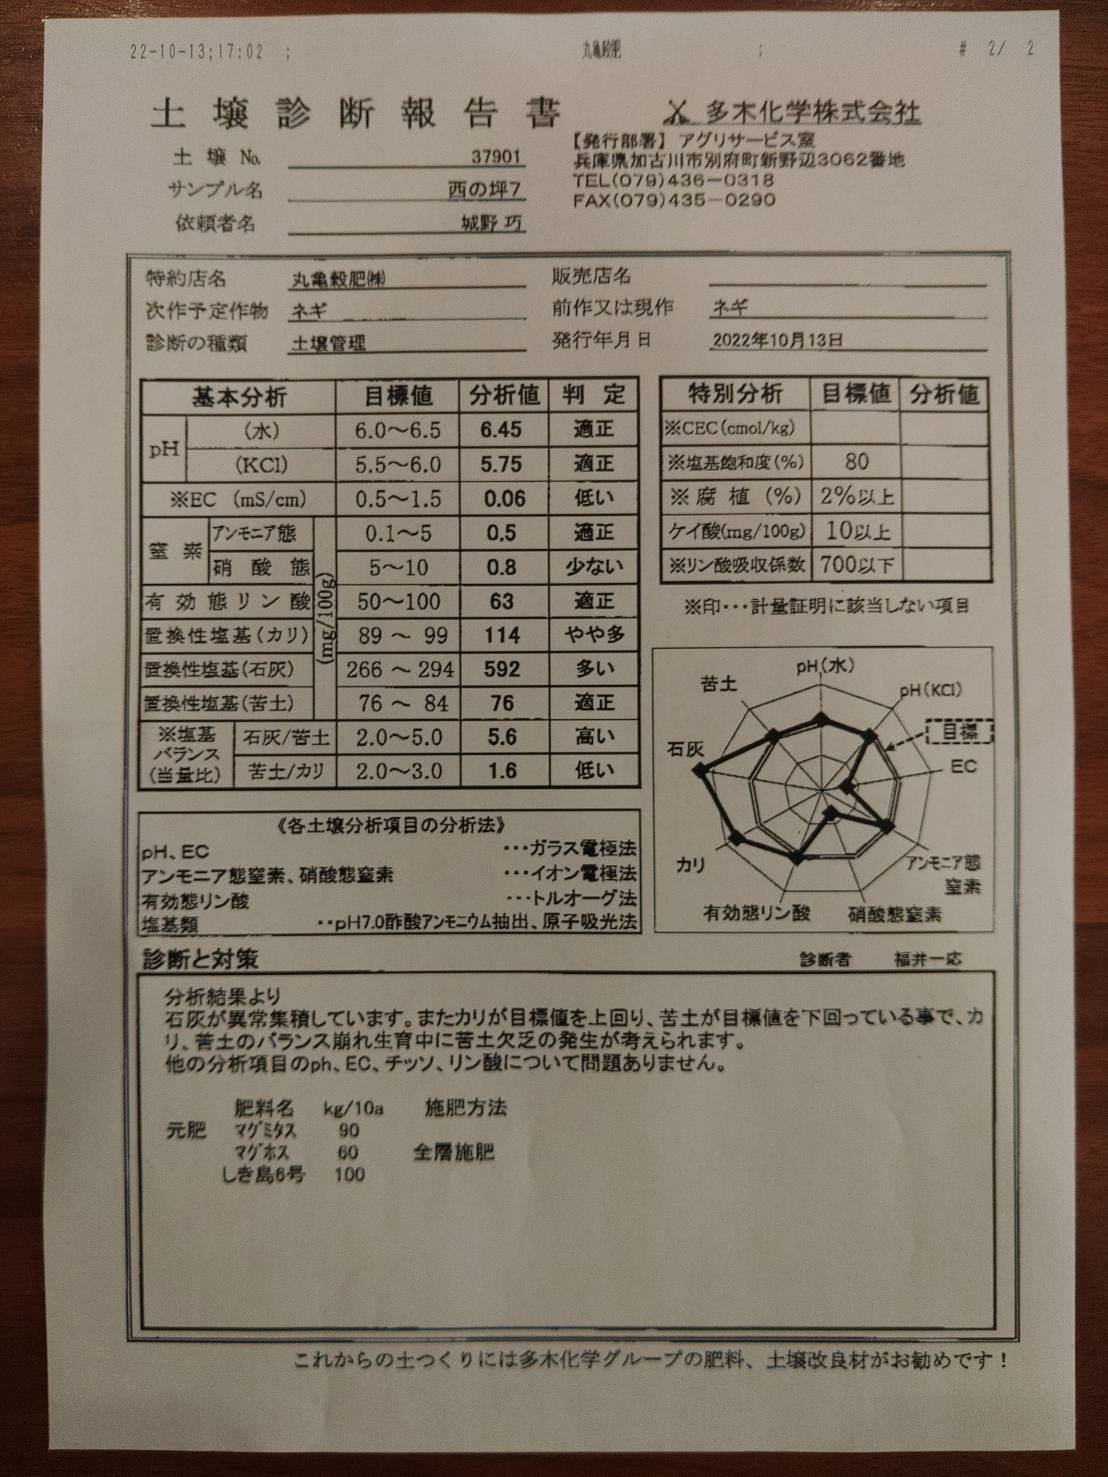 22-10-13;17:02 ; 丸亀穀肥 ; # 2/ 2
土壌診断報告書
多木化学株式会社
【発行部署】アグリサービス室
兵庫県加古川市別府町新野辺3062番地
TEL(079)436-0318
FAX(079)435-0290
土壌No. 37901
サンプル名 西の坪7
依頼者名 城野 巧
特約店名 丸亀穀肥㈱ 販売店名
次作予定作物 ネギ 前作又は現作 ネギ
診断の種類 土壌管理 発行年月日 2022年10月13日
基本分析 目標値 分析値 判定
pH (水) 6.0〜6.5 6.45 適正
(KCl) 5.5〜6.0 5.75 適正
※EC (mS/cm) 0.5〜1.5 0.06 低い
窒素 アンモニア態 0.1〜5 0.5 適正
硝酸態 5〜10 0.8 少ない
有効態リン酸 50〜100 63 適正
(mg/100g)
置換性塩基(カリ) 89 〜 99 114 やや多
置換性塩基(石灰) 266 〜 294 592 多い
置換性塩基(苦土) 76 〜 84 76 適正
※塩基バランス(当量比) 石灰/苦土 2.0〜5.0 5.6 高い
苦土/カリ 2.0〜3.0 1.6 低い
特別分析 目標値 分析値
※CEC(cmol/kg)
※塩基飽和度(%) 80
※腐植(%) 2%以上
ケイ酸(mg/100g) 10以上
※リン酸吸収係数 700以下
※印・・・計量証明に該当しない項目
pH(水)
pH(KCl)
目標
EC
アンモニア態
窒素
硝酸態窒素
有効態リン酸
カリ
石灰
苦土
《各土壌分析項目の分析法》
pH、EC ・・・ガラス電極法
アンモニア態窒素、硝酸態窒素 ・・・イオン電極法
有効態リン酸 ・・・トルオーグ法
塩基類 ・・pH7.0酢酸アンモニウム抽出、原子吸光法
診断と対策 診断者 福井一応
分析結果より
石灰が異常集積しています。またカリが目標値を上回り、苦土が目標値を下回っている事で、カ
リ、苦土のバランス崩れ生育中に苦土欠乏の発生が考えられます。
他の分析項目のph、EC、チッソ、リン酸について問題ありません。
肥料名 kg/10a 施肥方法
元肥 マグミタス 90
マグホス 60 全層施肥
しき島6号 100
これからの土つくりには多木化学グループの肥料、土壌改良材がお勧めです！